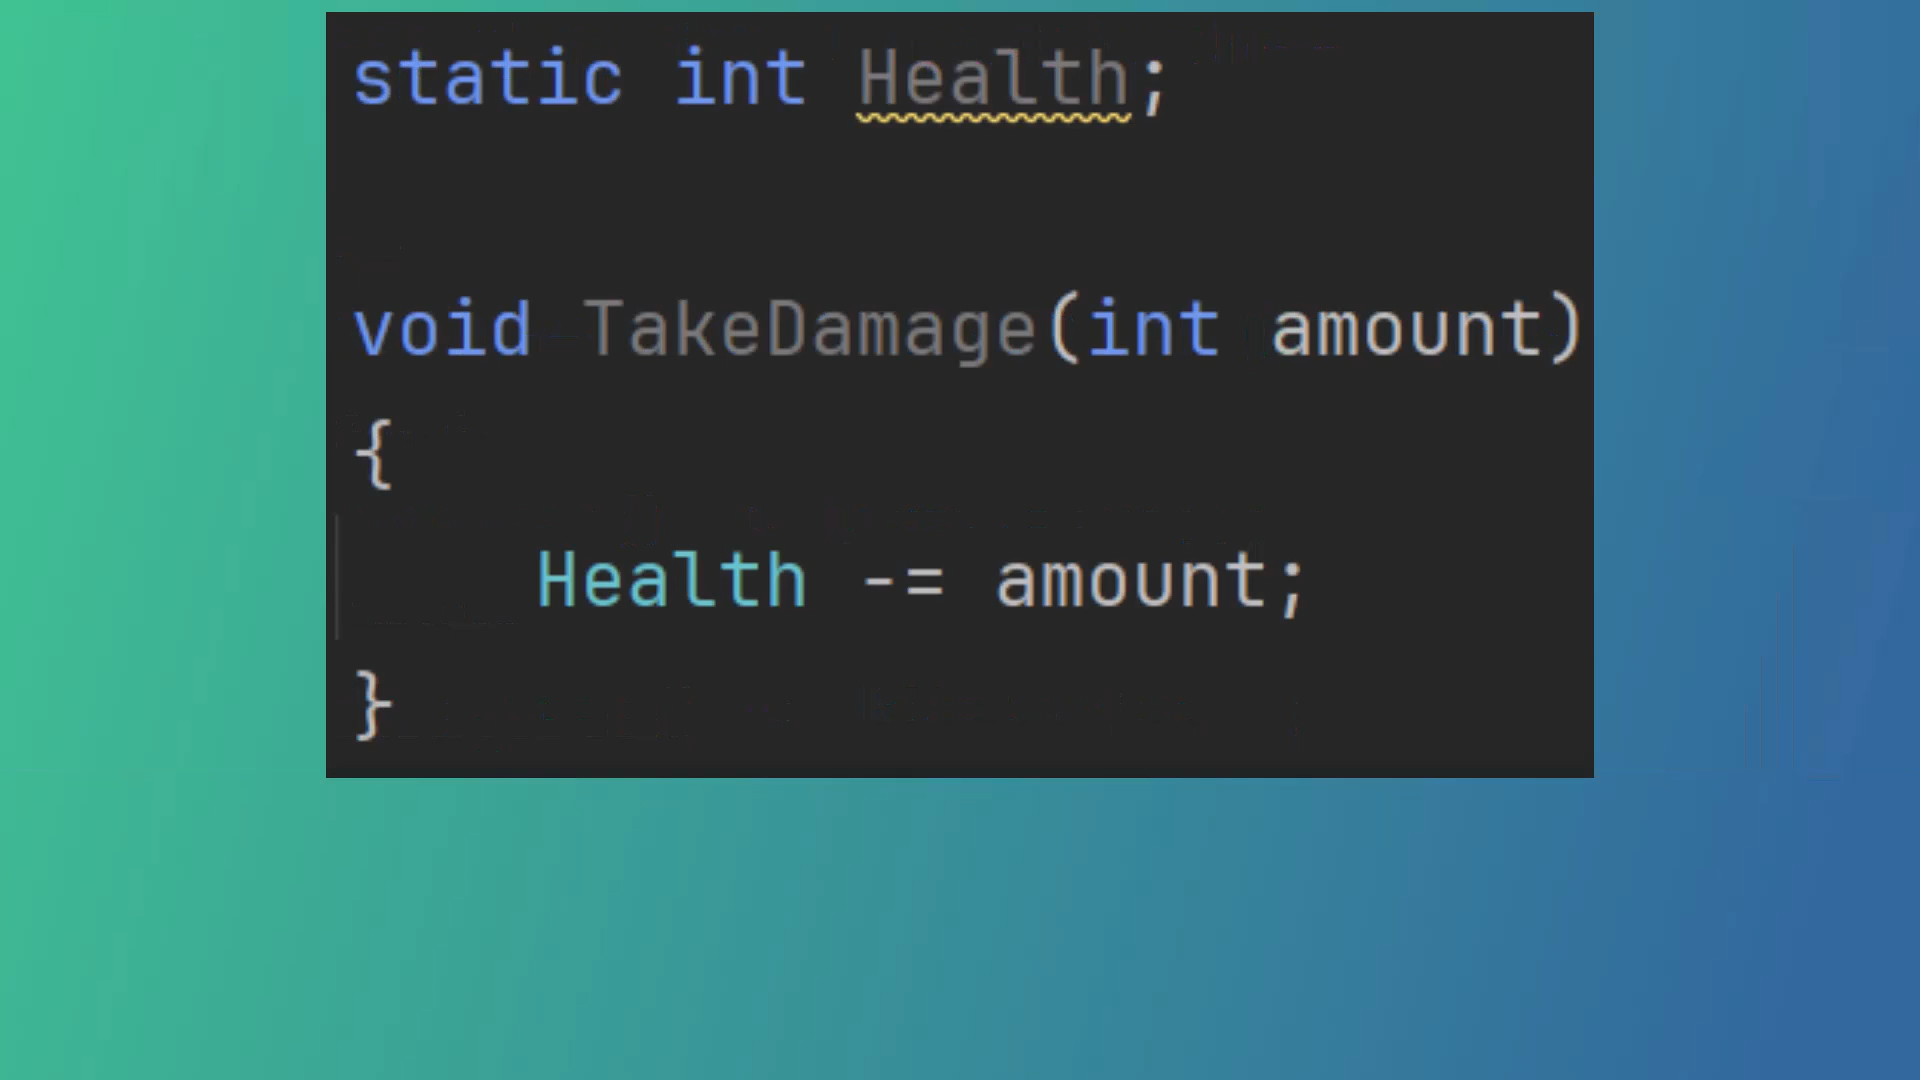 static int Health;
void TakeDamage(int amount)
{
Health -= amount;
}